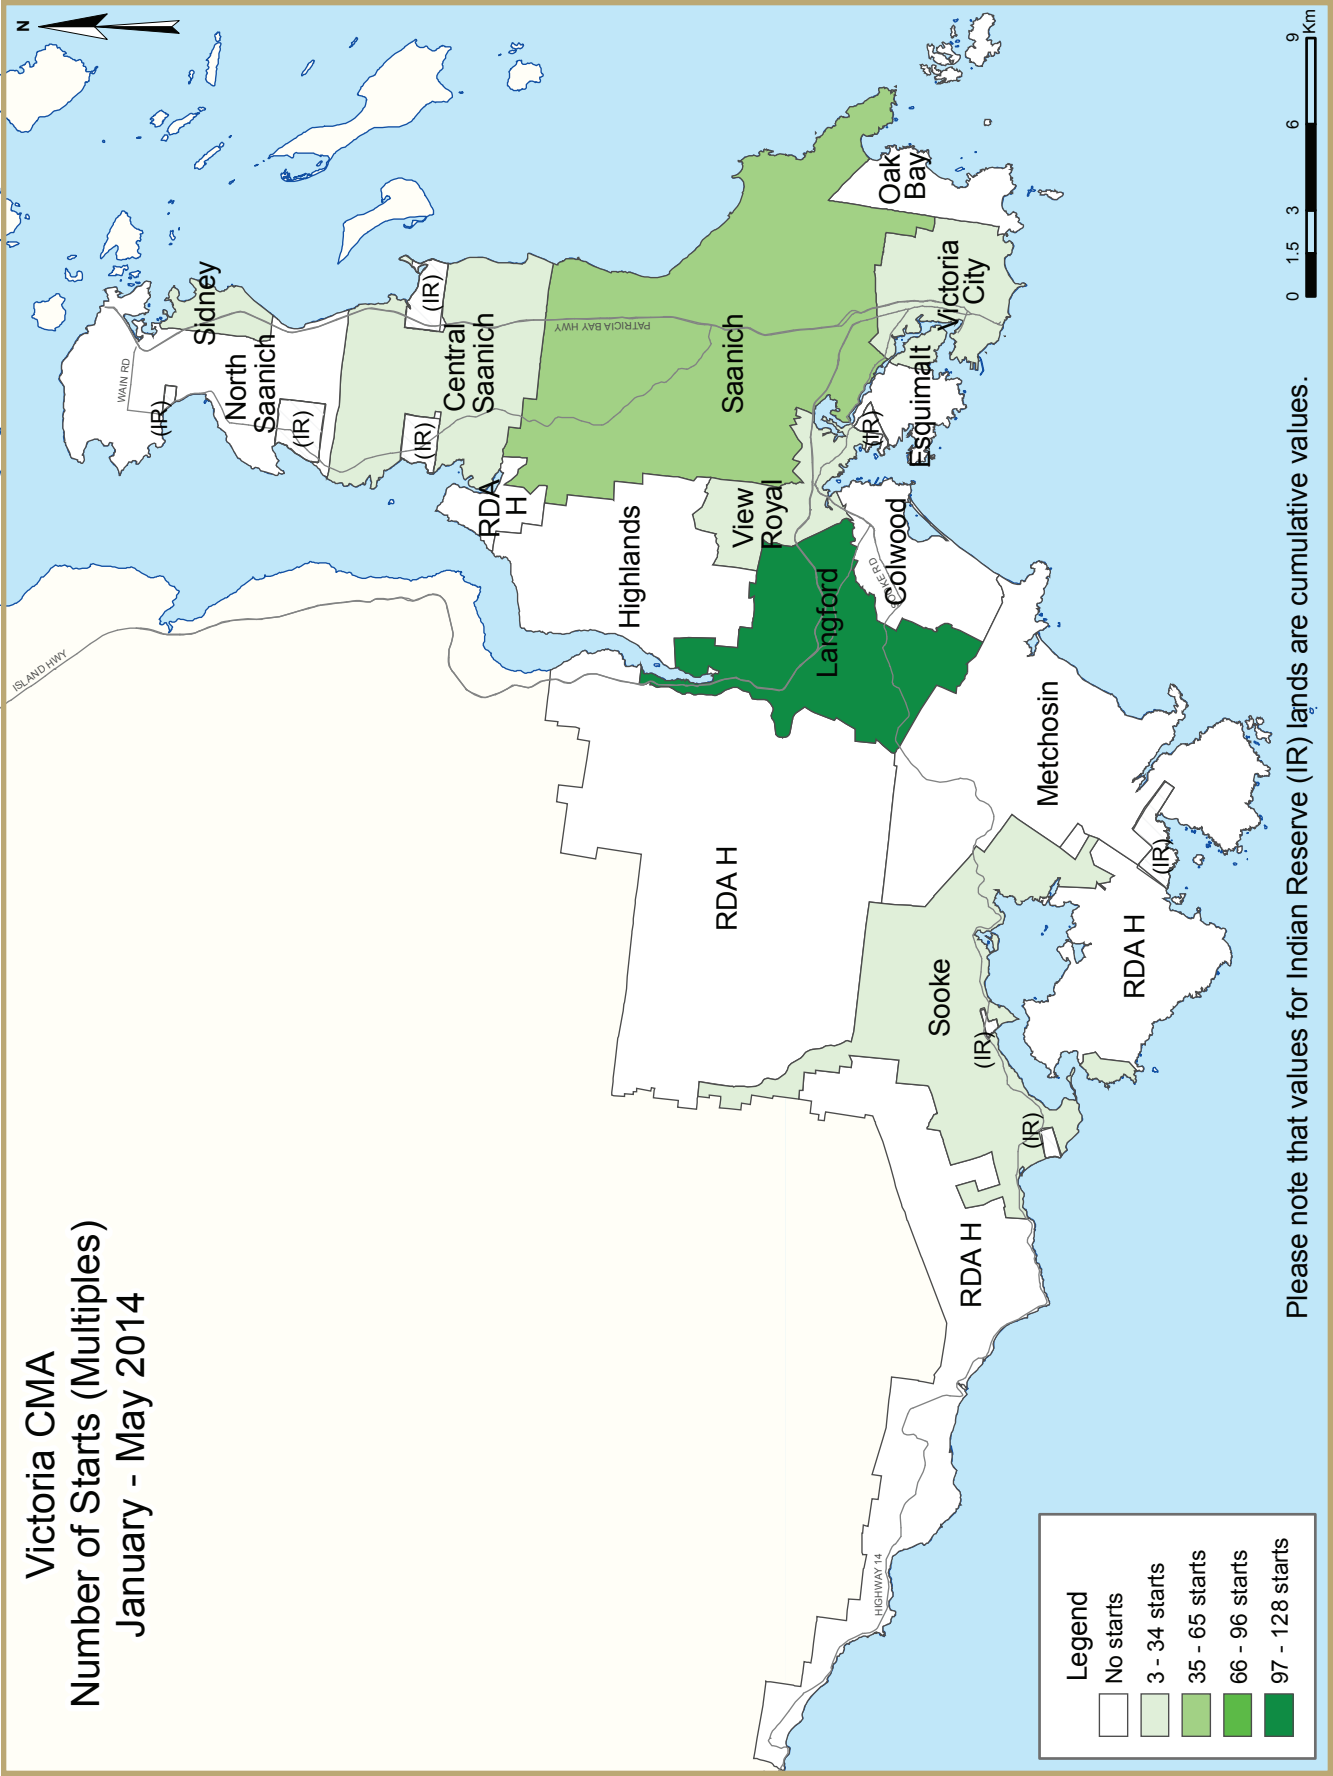 Victoria CMA
Number of Starts (Multiples)
January - May 2014
N
ISLAND HWY
WAIN RD
(IR)
Sidney
North
Saanich
(IR)
(IR)
Central
Saanich
(IR)
PATRICIA BAY HWY
RDA
H
Highlands
Saanich
View
Royal
Oak
Bay
Victoria
City
Esquimalt
(IR)
Langford
Colwood
SOOKE RD
RDA H
Metchosin
(IR)
Sooke
(IR)
(IR)
RDA H
RDA H
HIGHWAY 14
Legend
No starts
3 - 34 starts
35 - 65 starts
66 - 96 starts
97 - 128 starts
0 1.5 3 6 9
Km
Please note that values for Indian Reserve (IR) lands are cumulative values.